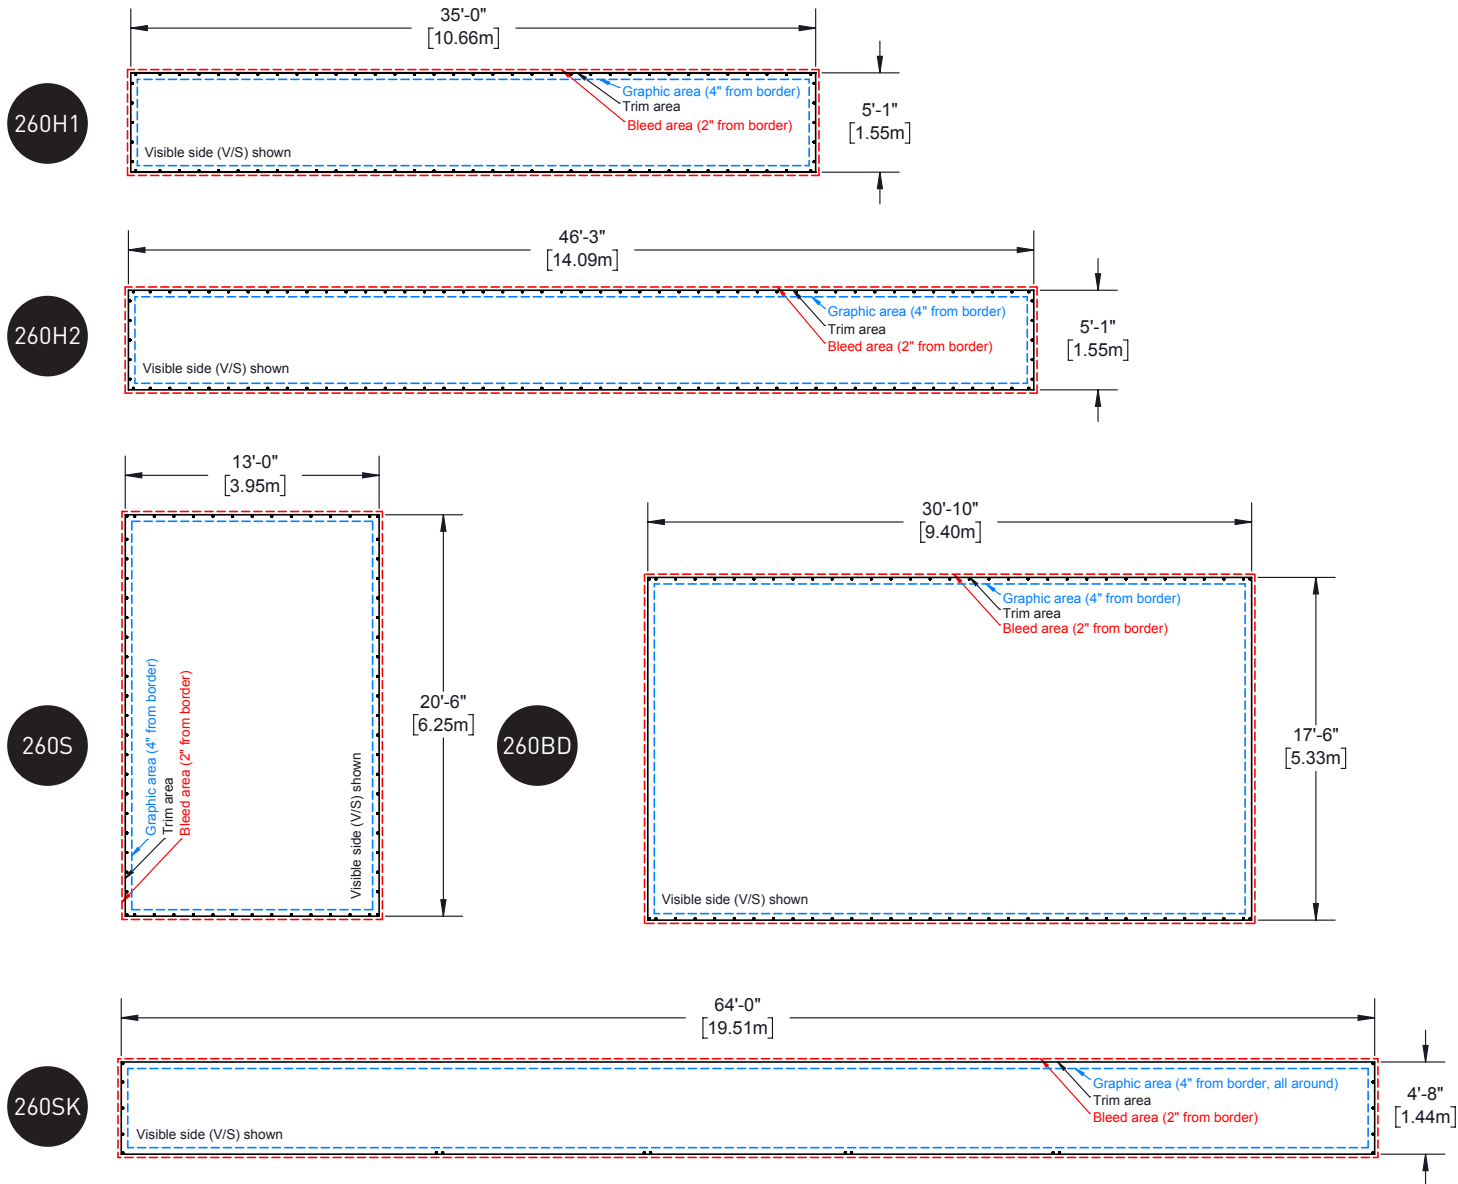 35'-0"
[10.66m]
260H1
Graphic area (4" from border)
Trim area
Bleed area (2" from border)
Visible side (V/S) shown
5'-1"
[1.55m]
46'-3"
[14.09m]
260H2
Graphic area (4" from border)
Trim area
Bleed area (2" from border)
Visible side (V/S) shown
5'-1"
[1.55m]
13'-0"
[3.95m]
260S
Graphic area (4" from border)
Trim area
Bleed area (2" from border)
Visible side (V/S) shown
20'-6"
[6.25m]
30'-10"
[9.40m]
260BD
Graphic area (4" from border)
Trim area
Bleed area (2" from border)
Visible side (V/S) shown
17'-6"
[5.33m]
64'-0"
[19.51m]
260SK
Graphic area (4" from border, all around)
Trim area
Bleed area (2" from border)
Visible side (V/S) shown
4'-8"
[1.44m]